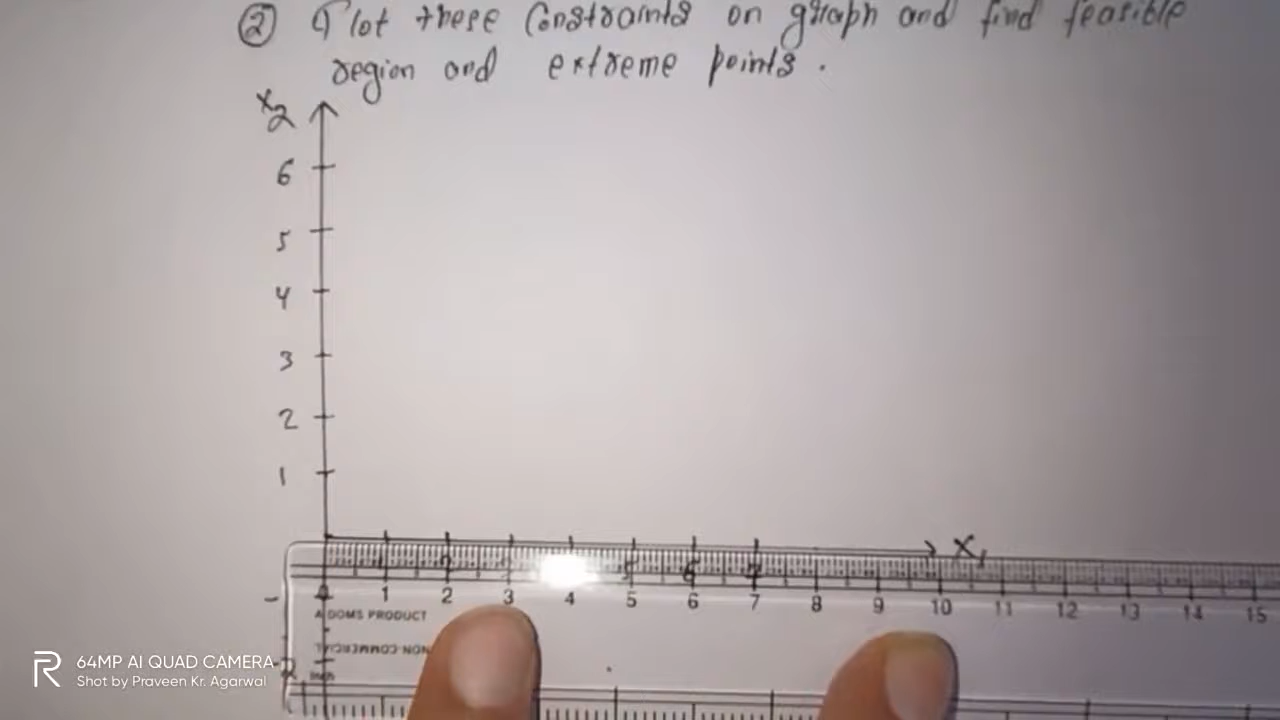 ② Plot these Constraints on graph and find feasible
region and extreme points.
x2
6
5
4
3
2
1
x1
1 2 3 4 5 6 7 8 9 10 11 12 13 14 15
DOMS PRODUCT
NON COMMERCIAL
64MP AI QUAD CAMERA
Shot by Praveen Kr. Agarwal